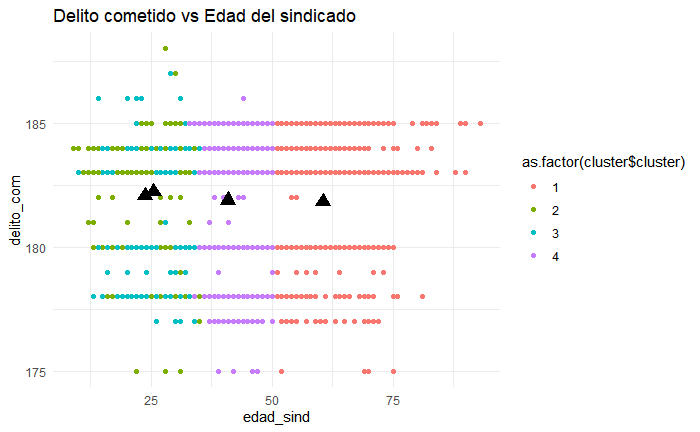 Delito cometido vs Edad del sindicado
delito_com
185
180
175
25
50
75
edad_sind
as.factor(cluster$cluster)
1
2
3
4